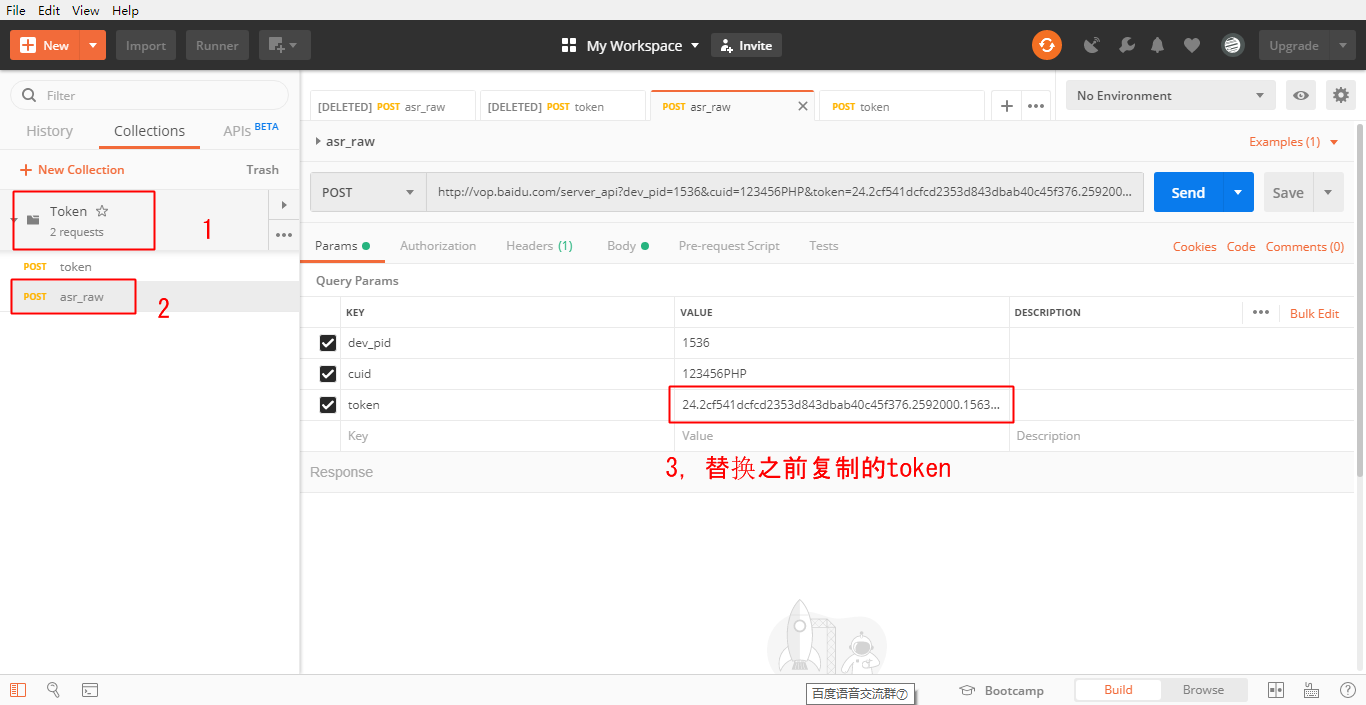 File Edit View Help
New Import Runner My Workspace Invite Upgrade
Filter
[DELETED] POST asr_raw [DELETED] POST token POST asr_raw POST token No Environment
History Collections APIs BETA
asr_raw Examples (1)
New Collection Trash
POST http://vop.baidu.com/server_api?dev_pid=1536&cuid=123456PHP&token=24.2cf541dcfcd2353d843dbab40c45f376.259200... Send Save
Token
2 requests
1
Params Authorization Headers (1) Body Pre-request Script Tests Cookies Code Comments (0)
POST token
Query Params
POST asr_raw
2
KEY VALUE DESCRIPTION Bulk Edit
dev_pid 1536
cuid 123456PHP
token 24.2cf541dcfcd2353d843dbab40c45f376.2592000.1563...
Key Value Description
Response
3, 替换之前复制的token
百度语音交流群⑦ Bootcamp Build Browse